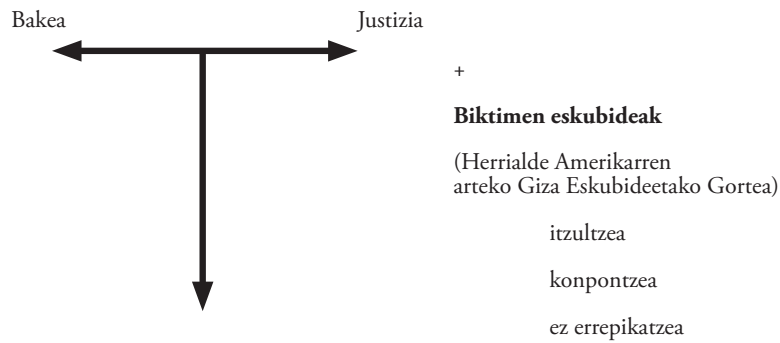 Bakea
Justizia
+
Biktimen eskubideak
(Herrialde Amerikarren
arteko Giza Eskubideetako Gortea)
itzultzea
konpontzea
ez errepikatzea